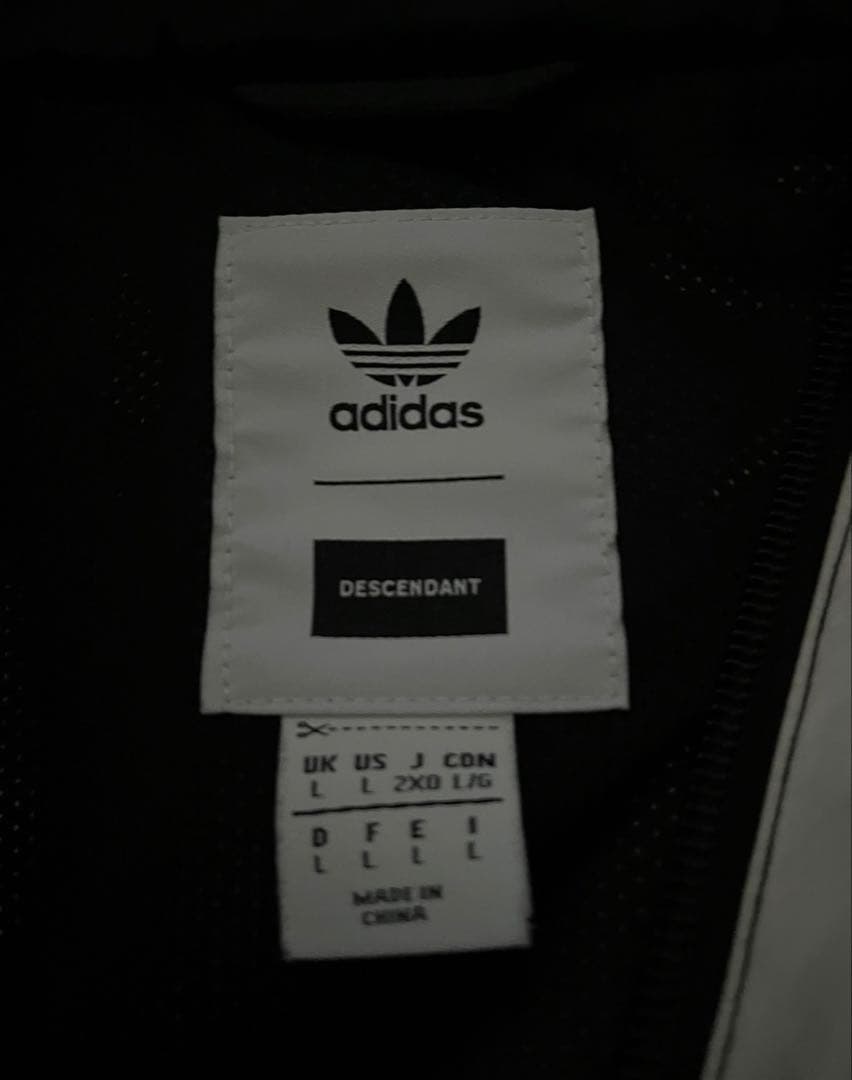 adidas
DESCENDANT
UK US J CDN
L L 2XO L/G
D F E I
L L L L
MADE IN
CHINA